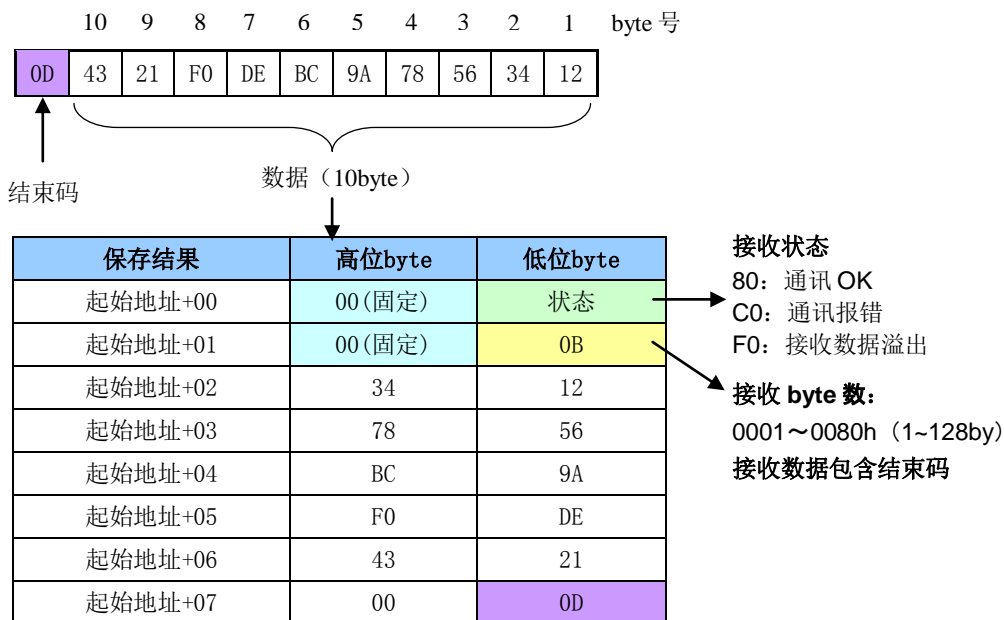 10 9 8 7 6 5 4 3 2 1 byte 号
0D 43 21 F0 DE BC 9A 78 56 34 12
结束码
数据（10byte）
保存结果 高位byte 低位byte
起始地址+00 00(固定) 状态
起始地址+01 00(固定) 0B
起始地址+02 34 12
起始地址+03 78 56
起始地址+04 BC 9A
起始地址+05 F0 DE
起始地址+06 43 21
起始地址+07 00 0D
接收状态
80：通讯 OK
C0：通讯报错
F0：接收数据溢出
接收 byte 数：
0001～0080h（1~128by）
接收数据包含结束码